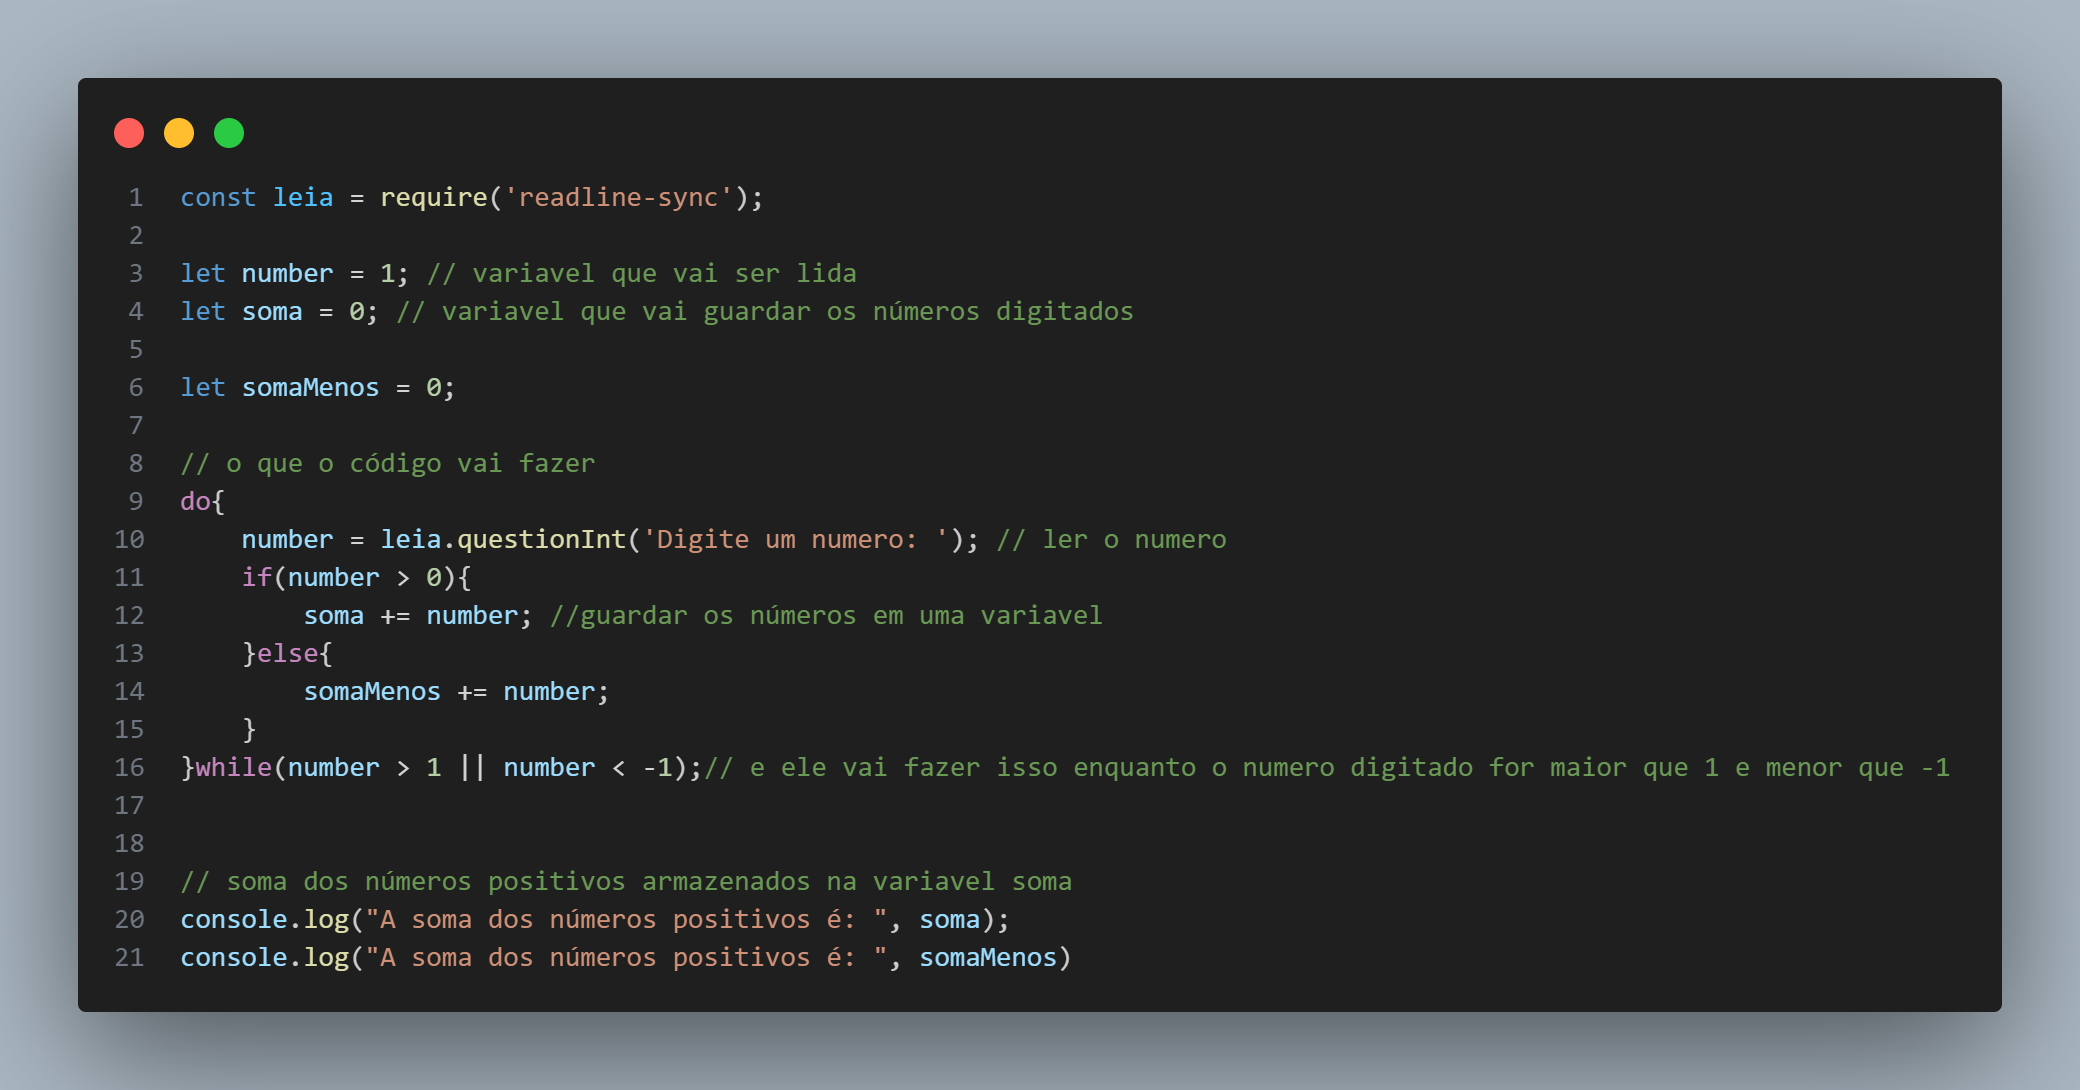 1 const leia = require('readline-sync');
2
3 let number = 1; // variavel que vai ser lida
4 let soma = 0; // variavel que vai guardar os números digitados
5
6 let somaMenos = 0;
7
8 // o que o código vai fazer
9 do{
10     number = leia.questionInt('Digite um numero: '); // ler o numero
11     if(number > 0){
12         soma += number; //guardar os números em uma variavel
13     }else{
14         somaMenos += number;
15     }
16 }while(number > 1 || number < -1);// e ele vai fazer isso enquanto o numero digitado for maior que 1 e menor que -1
17
18
19 // soma dos números positivos armazenados na variavel soma
20 console.log("A soma dos números positivos é: ", soma);
21 console.log("A soma dos números positivos é: ", somaMenos)